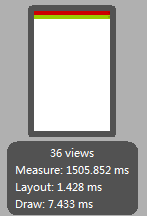 36 views
Measure: 1505.852 ms
Layout: 1.428 ms
Draw: 7.433 ms